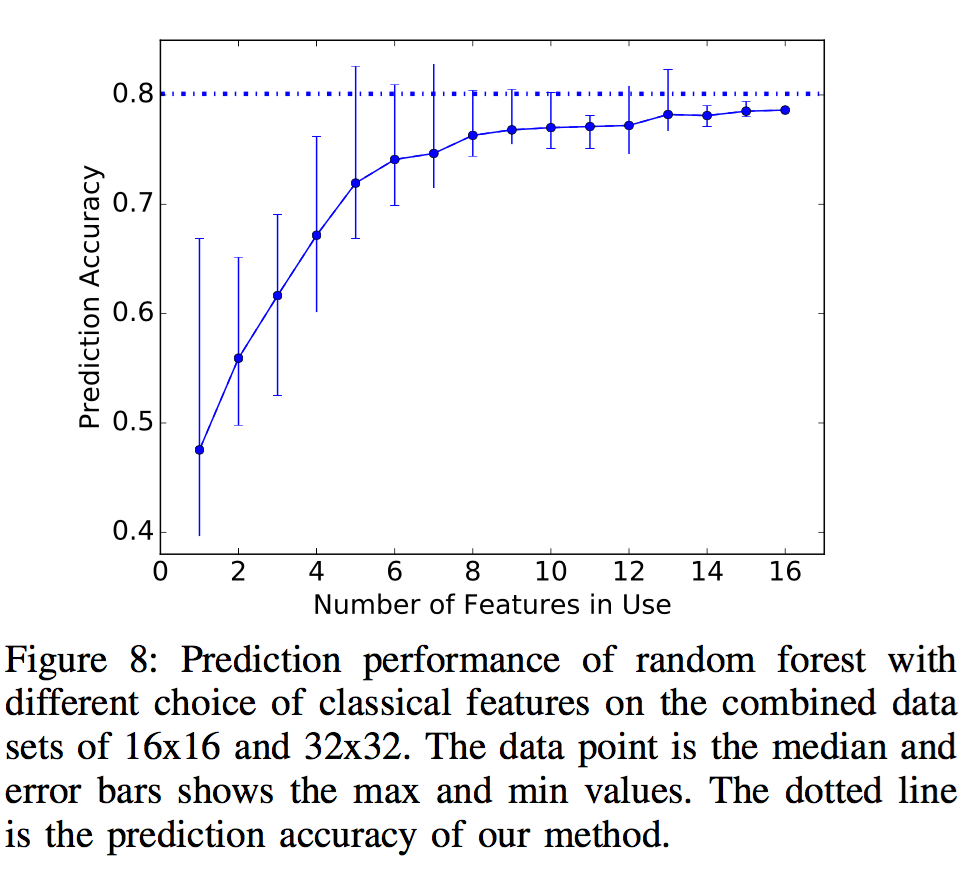 0.8
0.7
0.6
0.5
0.4
Prediction Accuracy
0 2 4 6 8 10 12 14 16
Number of Features in Use
Figure 8: Prediction performance of random forest with
different choice of classical features on the combined data
sets of 16x16 and 32x32. The data point is the median and
error bars shows the max and min values. The dotted line
is the prediction accuracy of our method.